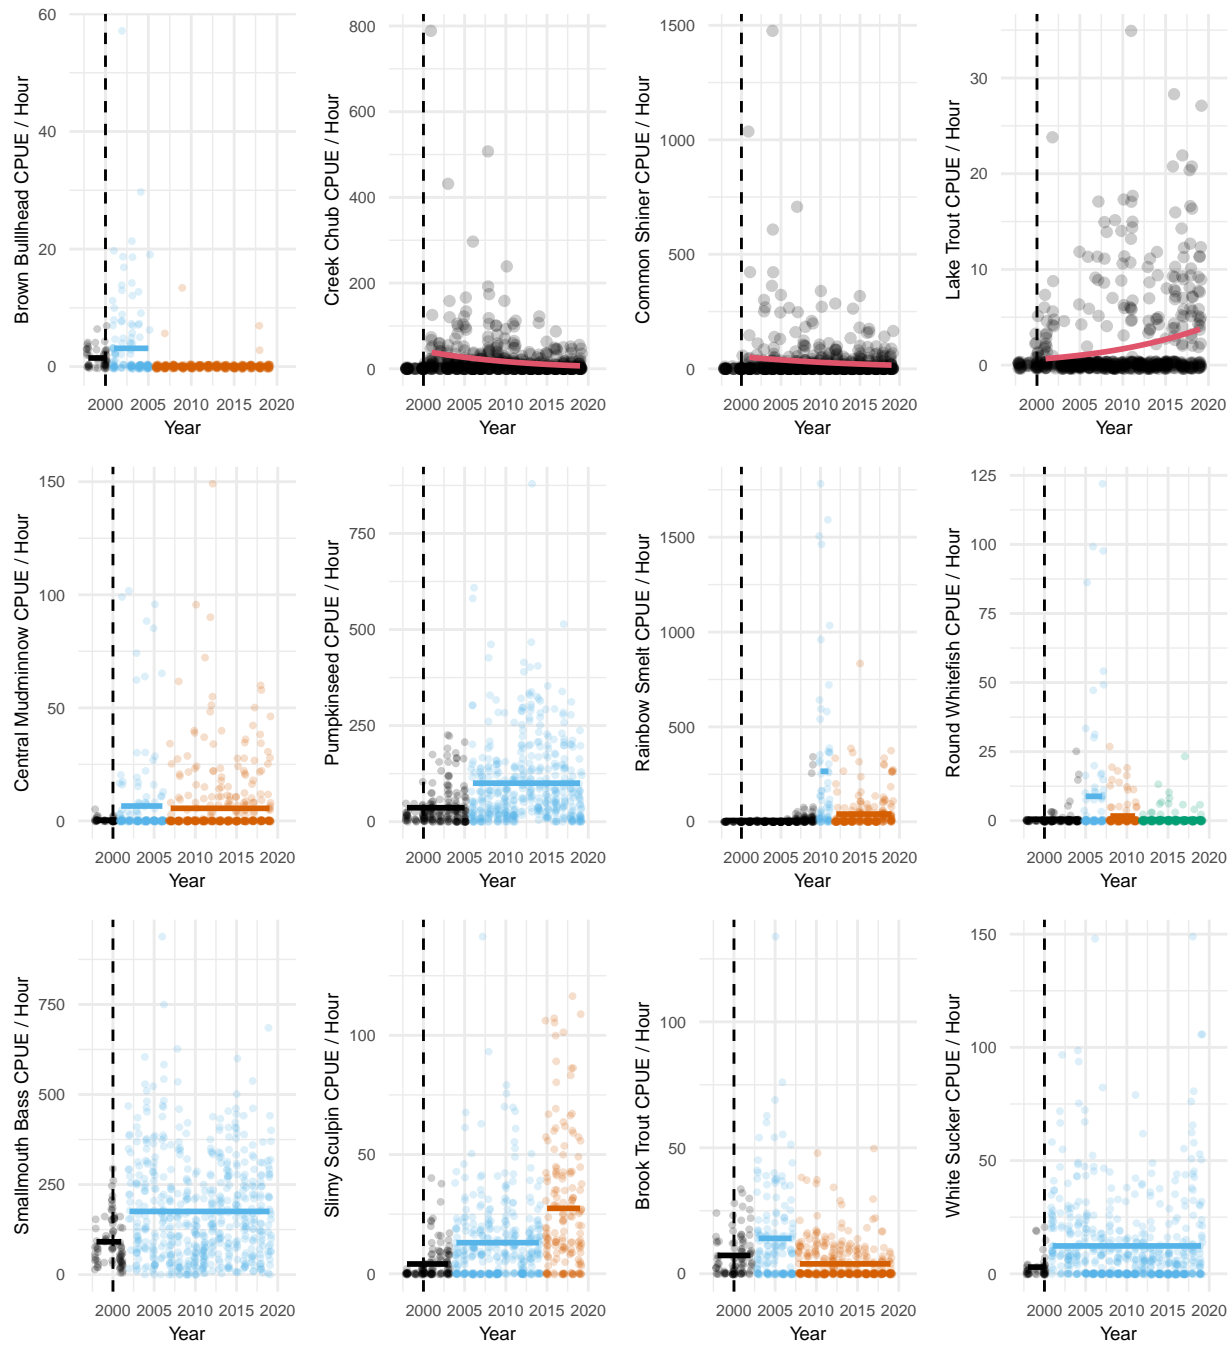 Brown Bullhead CPUE / Hour
60
40
20
0
2000 2005 2010 2015 2020
Year
Creek Chub CPUE / Hour
800
600
400
200
0
2000 2005 2010 2015 2020
Year
Common Shiner CPUE / Hour
1500
1000
500
0
2000 2005 2010 2015 2020
Year
Lake Trout CPUE / Hour
30
20
10
0
2000 2005 2010 2015 2020
Year
Central Mudminnow CPUE / Hour
150
100
50
0
2000 2005 2010 2015 2020
Year
Pumpkinseed CPUE / Hour
750
500
250
0
2000 2005 2010 2015 2020
Year
Rainbow Smelt CPUE / Hour
1500
1000
500
0
2000 2005 2010 2015 2020
Year
Round Whitefish CPUE / Hour
125
100
75
50
25
0
2000 2005 2010 2015 2020
Year
Smallmouth Bass CPUE / Hour
750
500
250
0
2000 2005 2010 2015 2020
Year
Slimy Sculpin CPUE / Hour
100
50
0
2000 2005 2010 2015 2020
Year
Brook Trout CPUE / Hour
100
50
0
2000 2005 2010 2015 2020
Year
White Sucker CPUE / Hour
150
100
50
0
2000 2005 2010 2015 2020
Year